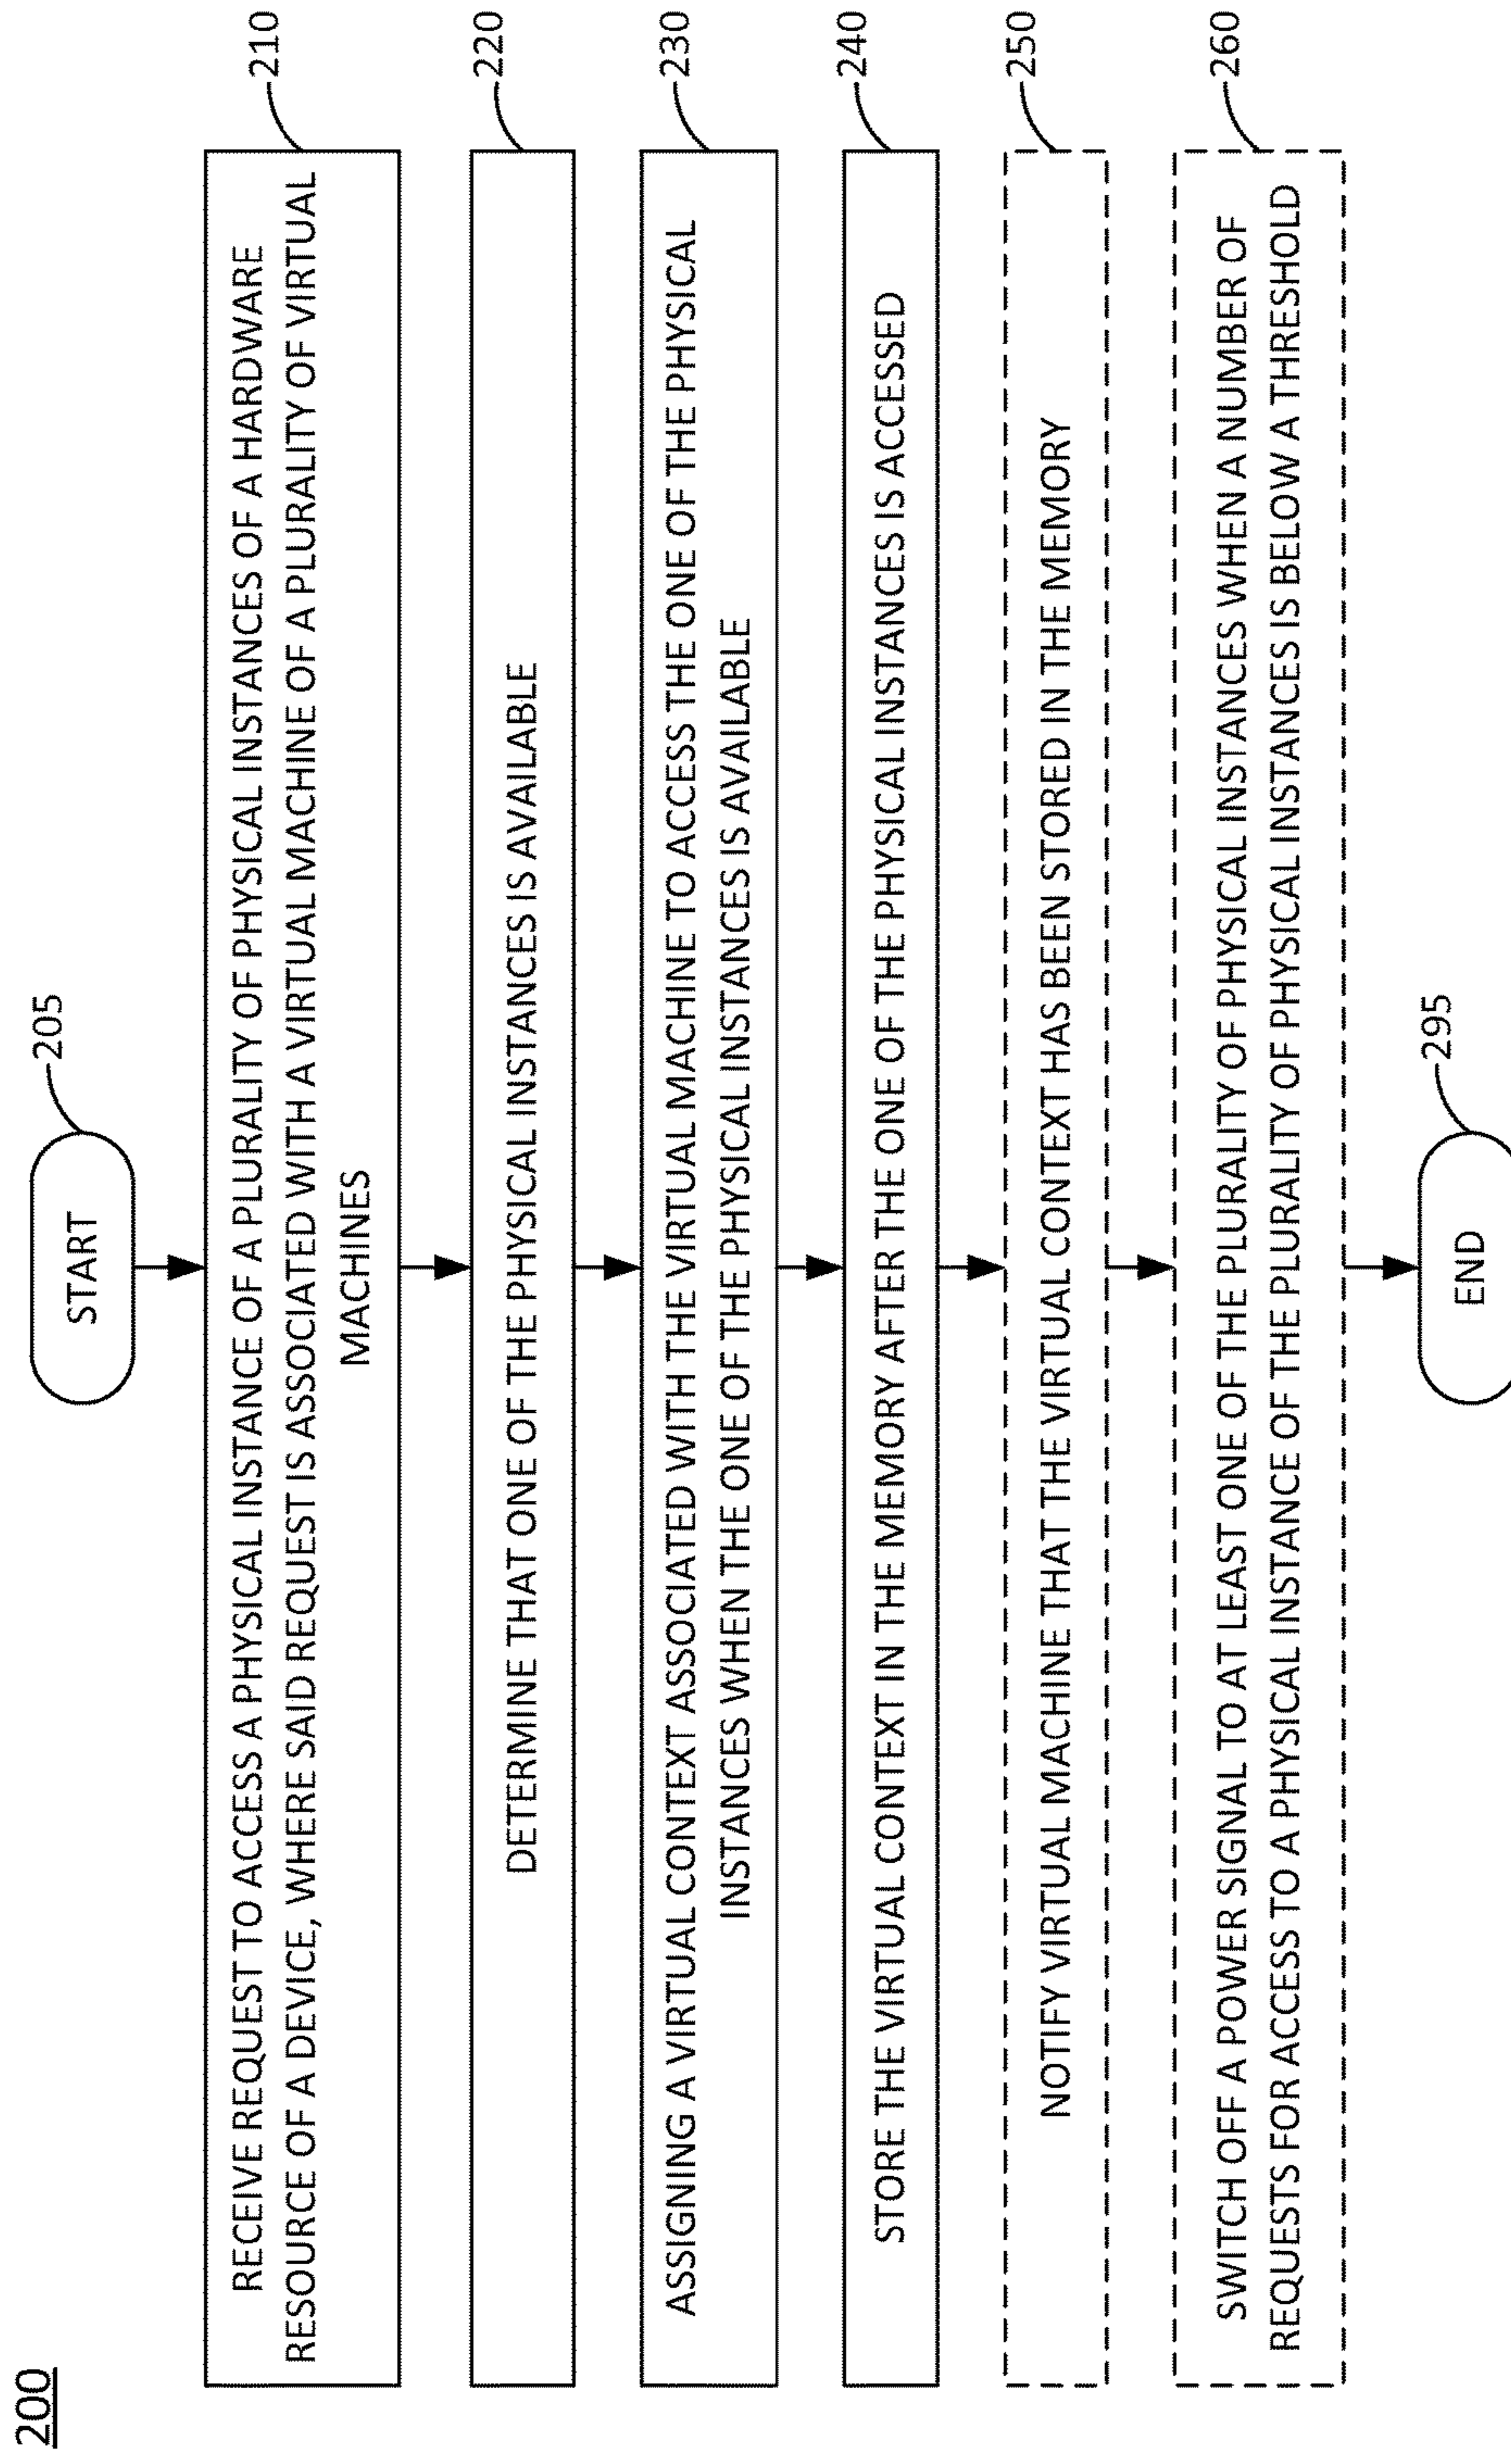 200
START
205
RECEIVE REQUEST TO ACCESS A PHYSICAL INSTANCE OF A PLURALITY OF PHYSICAL INSTANCES OF A HARDWARE
RESOURCE OF A DEVICE, WHERE SAID REQUEST IS ASSOCIATED WITH A VIRTUAL MACHINE OF A PLURALITY OF VIRTUAL
MACHINES
210
DETERMINE THAT ONE OF THE PHYSICAL INSTANCES IS AVAILABLE
220
ASSIGNING A VIRTUAL CONTEXT ASSOCIATED WITH THE VIRTUAL MACHINE TO ACCESS THE ONE OF THE PHYSICAL
INSTANCES WHEN THE ONE OF THE PHYSICAL INSTANCES IS AVAILABLE
230
STORE THE VIRTUAL CONTEXT IN THE MEMORY AFTER THE ONE OF THE PHYSICAL INSTANCES IS ACCESSED
240
NOTIFY VIRTUAL MACHINE THAT THE VIRTUAL CONTEXT HAS BEEN STORED IN THE MEMORY
250
SWITCH OFF A POWER SIGNAL TO AT LEAST ONE OF THE PLURALITY OF PHYSICAL INSTANCES WHEN A NUMBER OF
REQUESTS FOR ACCESS TO A PHYSICAL INSTANCE OF THE PLURALITY OF PHYSICAL INSTANCES IS BELOW A THRESHOLD
260
END
295